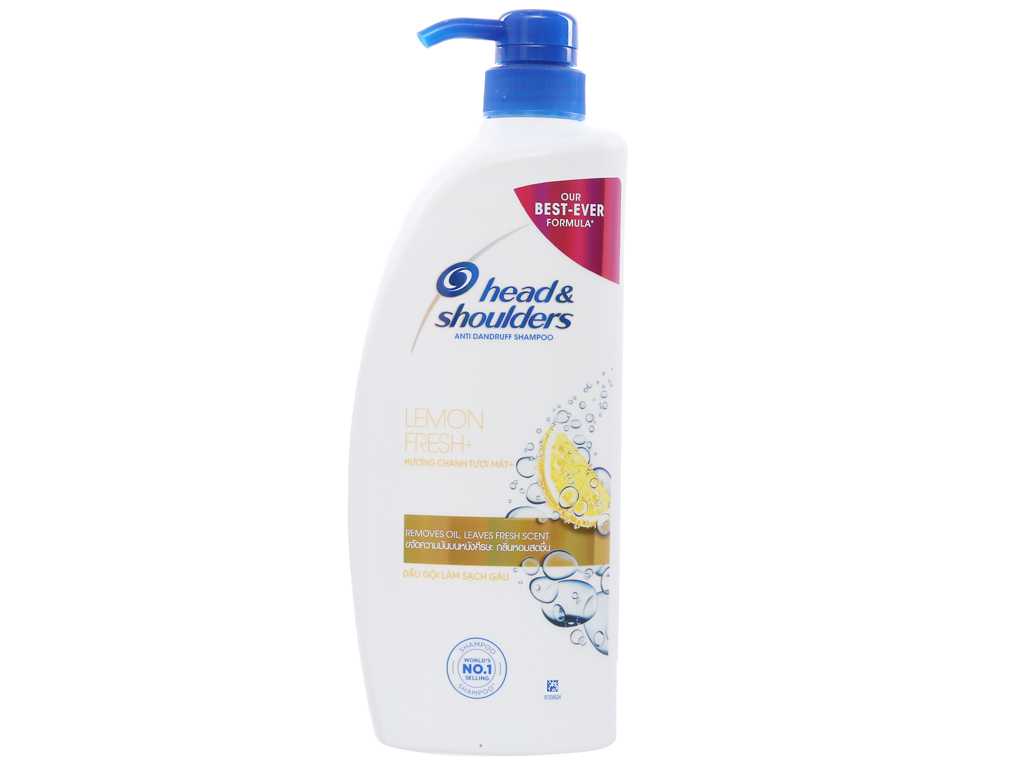 OUR
BEST-EVER
FORMULA+
head &
shoulders
ANTI DANDRUFF SHAMPOO
LEMON
FRESH+
HƯƠNG CHANH TƯƠI MÁT+
REMOVES OIL, LEAVES FRESH SCENT
ขจัดความมันบนหนังศีรษะ กลิ่นหอมสดชื่น
DẦU GỘI LÀM SẠCH GÀU
SHAMPOO
WORLD'S
NO.1
SELLING
SHAMPOO